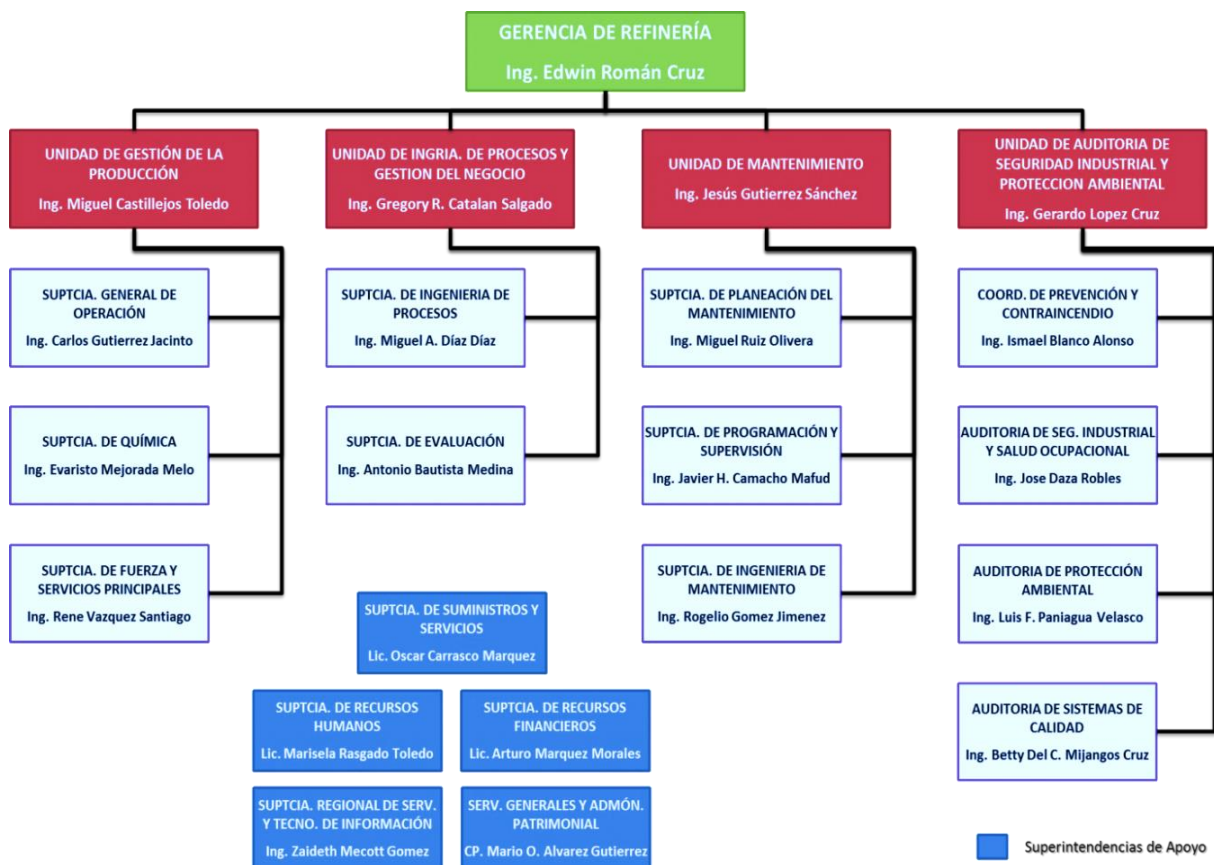 GERENCIA DE REFINERÍA
Ing. Edwin Román Cruz
UNIDAD DE GESTIÓN DE LA
PRODUCCIÓN
Ing. Miguel Castillejos Toledo
UNIDAD DE INGRIA. DE PROCESOS Y
GESTION DEL NEGOCIO
Ing. Gregory R. Catalan Salgado
UNIDAD DE MANTENIMIENTO
Ing. Jesús Gutierrez Sánchez
UNIDAD DE AUDITORIA DE
SEGURIDAD INDUSTRIAL Y
PROTECCION AMBIENTAL
Ing. Gerardo Lopez Cruz
SUPTCIA. GENERAL DE
OPERACIÓN
Ing. Carlos Gutierrez Jacinto
SUPTCIA. DE INGENIERIA DE
PROCESOS
Ing. Miguel A. Díaz Díaz
SUPTCIA. DE PLANEACIÓN DEL
MANTENIMIENTO
Ing. Miguel Ruiz Olivera
COORD. DE PREVENCIÓN Y
CONTRAINCENDIO
Ing. Ismael Blanco Alonso
SUPTCIA. DE QUÍMICA
Ing. Evaristo Mejorada Melo
SUPTCIA. DE EVALUACIÓN
Ing. Antonio Bautista Medina
SUPTCIA. DE PROGRAMACIÓN Y
SUPERVISIÓN
Ing. Javier H. Camacho Mafud
AUDITORIA DE SEG. INDUSTRIAL
Y SALUD OCUPACIONAL
Ing. Jose Daza Robles
SUPTCIA. DE FUERZA Y
SERVICIOS PRINCIPALES
Ing. Rene Vazquez Santiago
SUPTCIA. DE INGENIERIA DE
MANTENIMIENTO
Ing. Rogelio Gomez Jimenez
AUDITORIA DE PROTECCIÓN
AMBIENTAL
Ing. Luis F. Paniagua Velasco
SUPTCIA. DE SUMINISTROS Y
SERVICIOS
Lic. Oscar Carrasco Marquez
SUPTCIA. DE RECURSOS
HUMANOS
Lic. Marisela Rasgado Toledo
SUPTCIA. DE RECURSOS
FINANCIEROS
Lic. Arturo Marquez Morales
AUDITORIA DE SISTEMAS DE
CALIDAD
Ing. Betty Del C. Mijangos Cruz
SUPTCIA. REGIONAL DE SERV.
Y TECNO. DE INFORMACIÓN
Ing. Zaideth Mecott Gomez
SERV. GENERALES Y ADMÓN.
PATRIMONIAL
CP. Mario O. Alvarez Gutierrez
Superintendencias de Apoyo